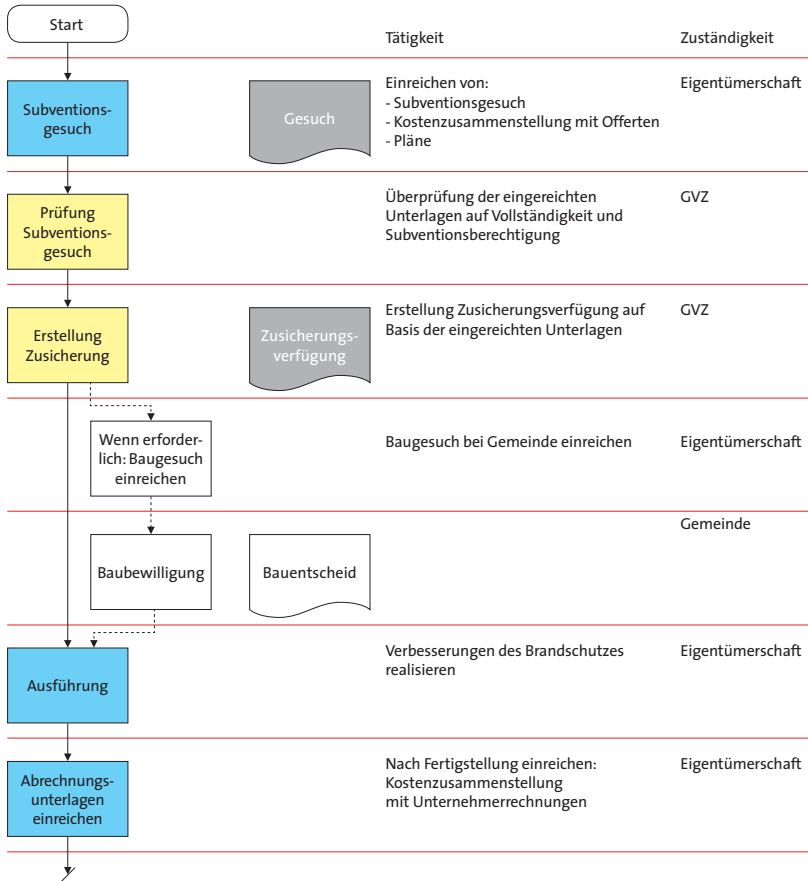 Start
Tätigkeit
Zuständigkeit
Subventions-
gesuch
Gesuch
Einreichen von:
- Subventionsgesuch
- Kostenzusammenstellung mit Offerten
- Pläne
Eigentümerschaft
Prüfung
Subventions-
gesuch
Überprüfung der eingereichten
Unterlagen auf Vollständigkeit und
Subventionsberechtigung
GVZ
Erstellung
Zusicherung
Zusicherungs-
verfügung
Erstellung Zusicherungsverfügung auf
Basis der eingereichten Unterlagen
GVZ
Wenn erforder-
lich: Baugesuch
einreichen
Baugesuch bei Gemeinde einreichen
Eigentümerschaft
Baubewilligung
Bauentscheid
Gemeinde
Ausführung
Verbesserungen des Brandschutzes
realisieren
Eigentümerschaft
Abrechnungs-
unterlagen
einreichen
Nach Fertigstellung einreichen:
Kostenzusammenstellung
mit Unternehmerrechnungen
Eigentümerschaft